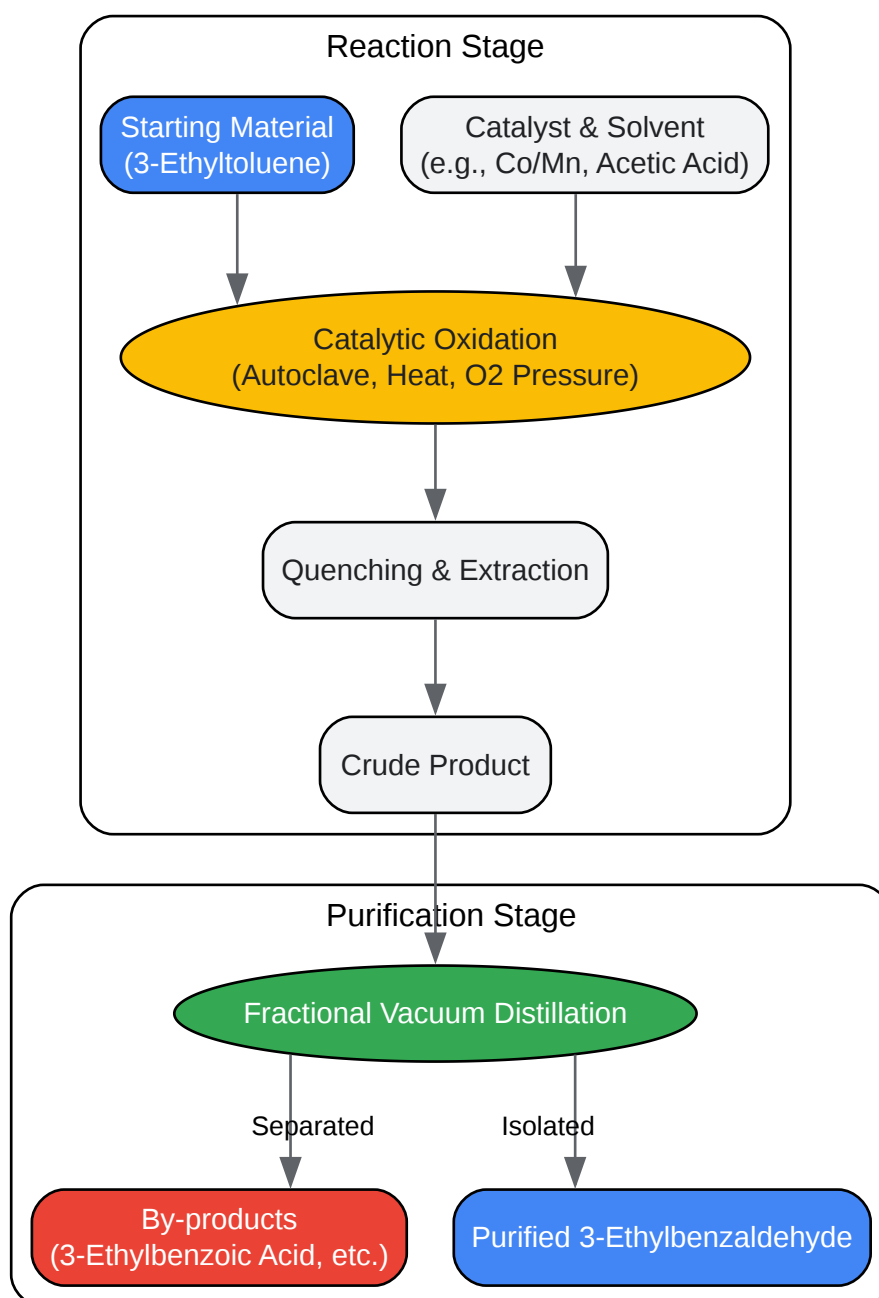 Reaction Stage
Starting Material
(3-Ethyltoluene)
Catalyst & Solvent
(e.g., Co/Mn, Acetic Acid)
Catalytic Oxidation
(Autoclave, Heat, O2 Pressure)
Quenching & Extraction
Crude Product
Purification Stage
Fractional Vacuum Distillation
Separated
Isolated
By-products
(3-Ethylbenzoic Acid, etc.)
Purified 3-Ethylbenzaldehyde